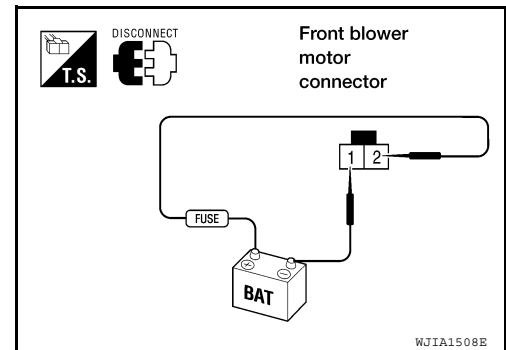 DISCONNECT
T.S.
Front blower
motor
connector
1 2
FUSE
+ −
BAT
WJIA1508E